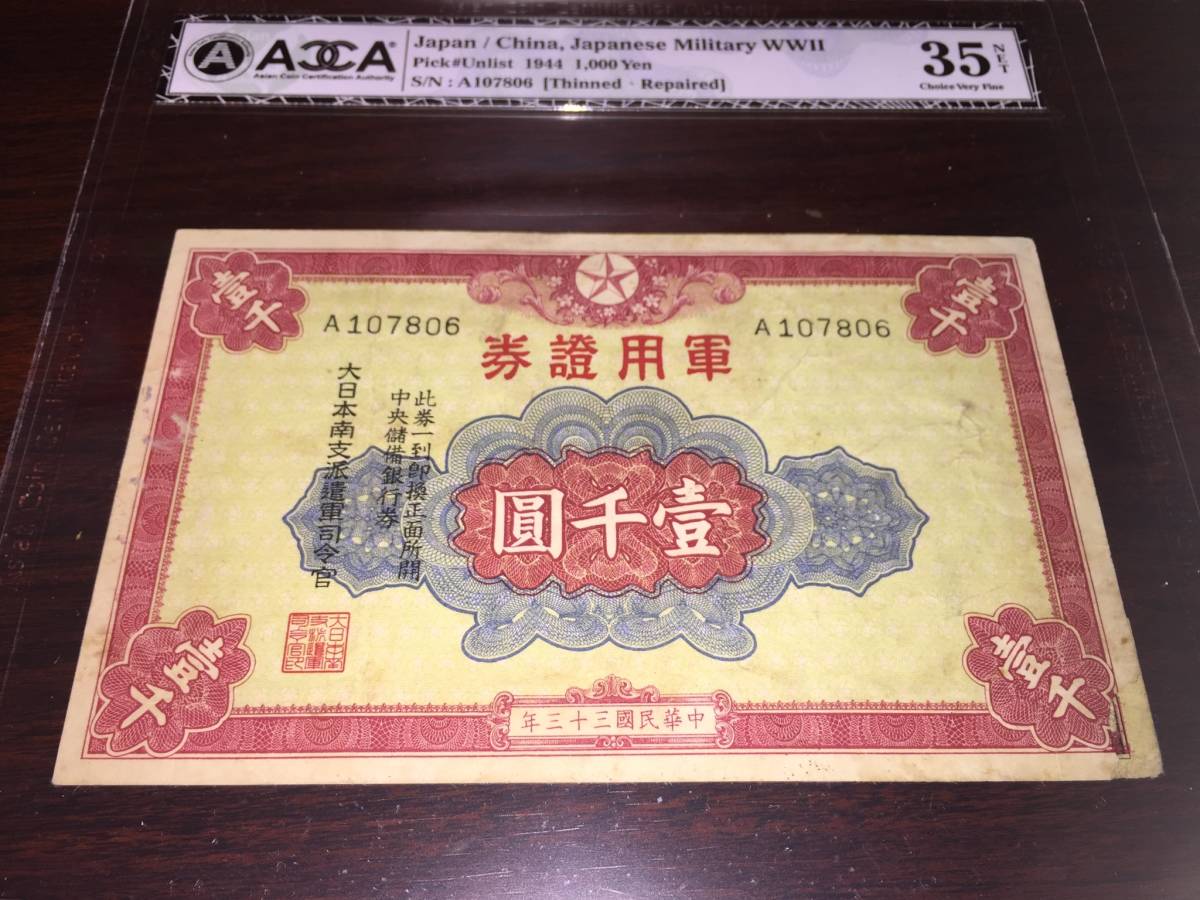 ACCA®
Asian Coin Certification Authority
Japan / China, Japanese Military WWII
Pick#Unlist 1944 1,000 Yen
S/N : A107806 [Thinned、Repaired]
35 NET
Choice Very Fine
壹千
壹千
A107806
A107806
軍用證券
此券一到卽換正面所開
中央儲備銀行券
大日本南支派遣軍司令官
壹千圓
壹千
壹千
中華民國三十三年